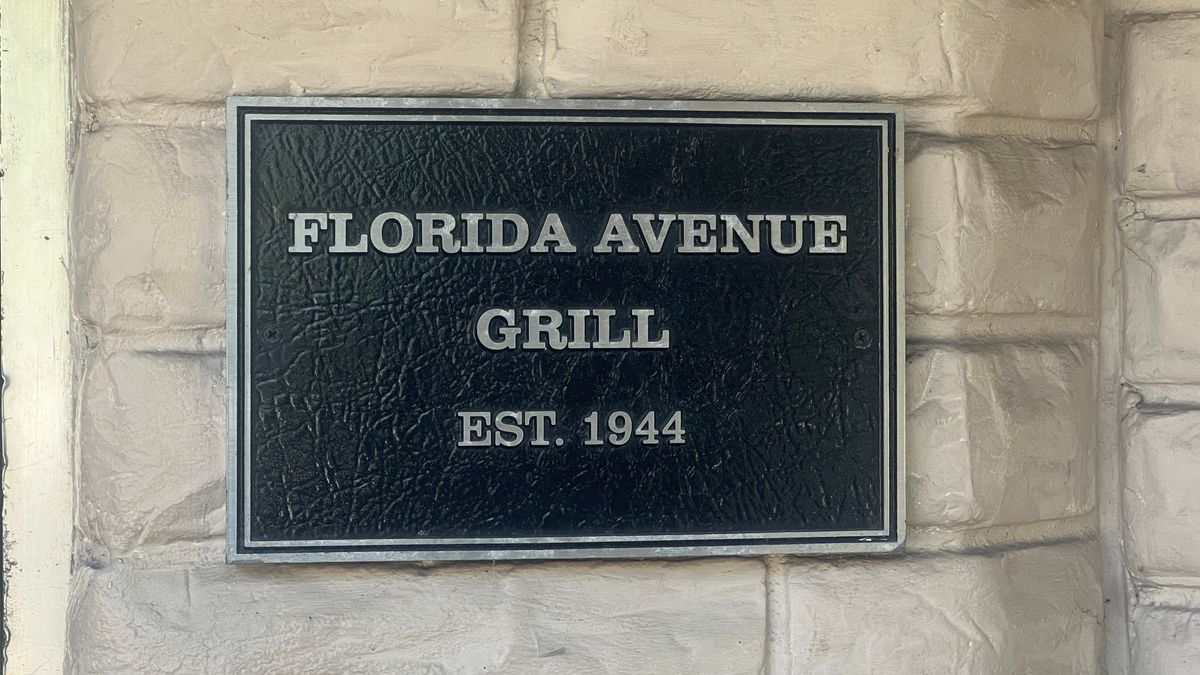 FLORIDA AVENUE
GRILL
EST. 1944